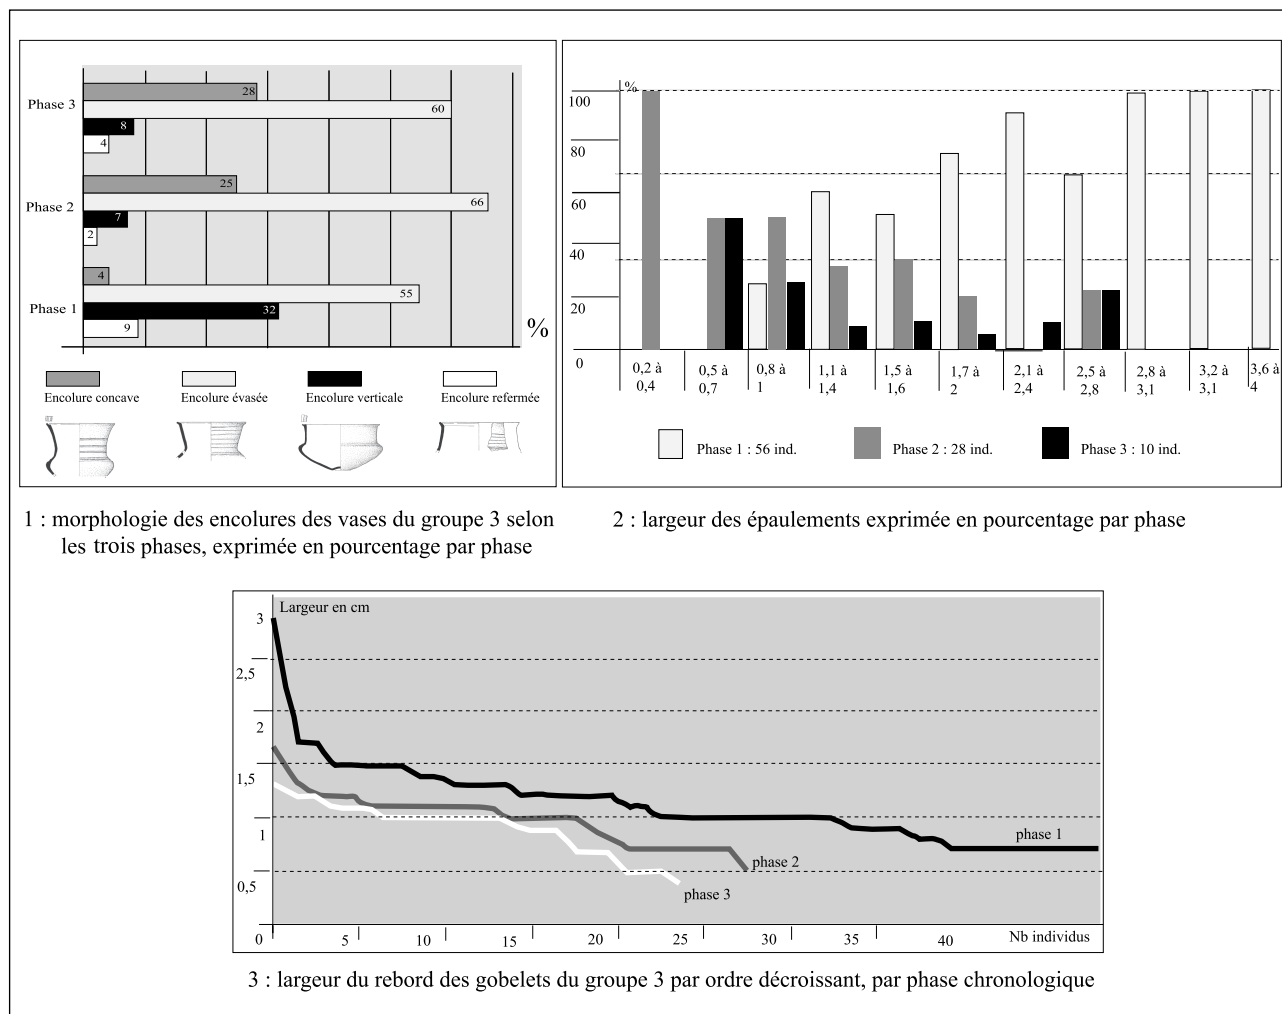 Phase 3
28
60
8
4
Phase 2
25
66
7
2
Phase 1
4
55
32
9
%
Encolure concave
Encolure évasée
Encolure verticale
Encolure refermée
%
100
80
60
40
20
0
0,2 à 0,4
0,5 à 0,7
0,8 à 1
1,1 à 1,4
1,5 à 1,6
1,7 à 2
2,1 à 2,4
2,5 à 2,8
2,8 à 3,1
3,2 à 3,1
3,6 à 4
Phase 1 : 56 ind.
Phase 2 : 28 ind.
Phase 3 : 10 ind.
1 : morphologie des encolures des vases du groupe 3 selon
les trois phases, exprimée en pourcentage par phase
2 : largeur des épaulements exprimée en pourcentage par phase
Largeur en cm
3
2,5
2
1,5
1
0,5
phase 1
phase 2
phase 3
0
5
10
15
20
25
30
35
40
Nb individus
3 : largeur du rebord des gobelets du groupe 3 par ordre décroissant, par phase chronologique